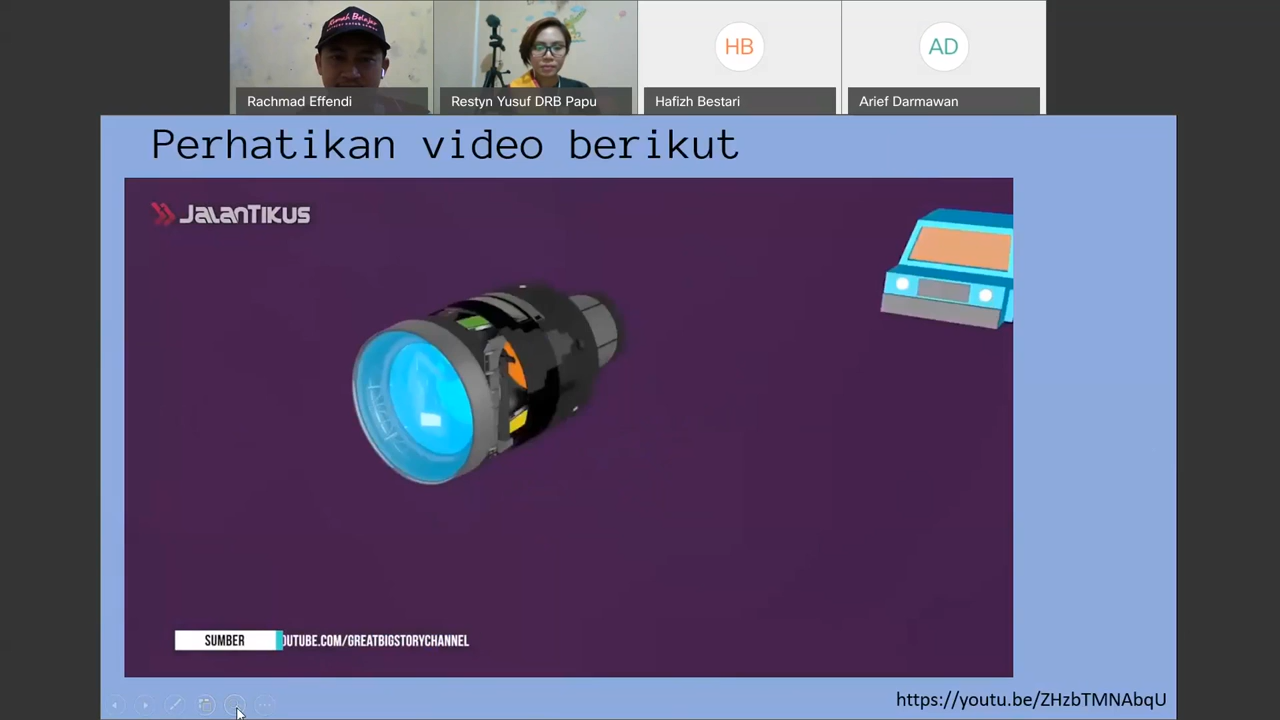 HB
AD
Rachmad Effendi
Restyn Yusuf DRB Papu
Hafizh Bestari
Arief Darmawan
Perhatikan video berikut
JALANTIKUS
SUMBER
OUTUBE.COM/GREATBIGSTORYCHANNEL
https://youtu.be/ZHzbTMNAbqU